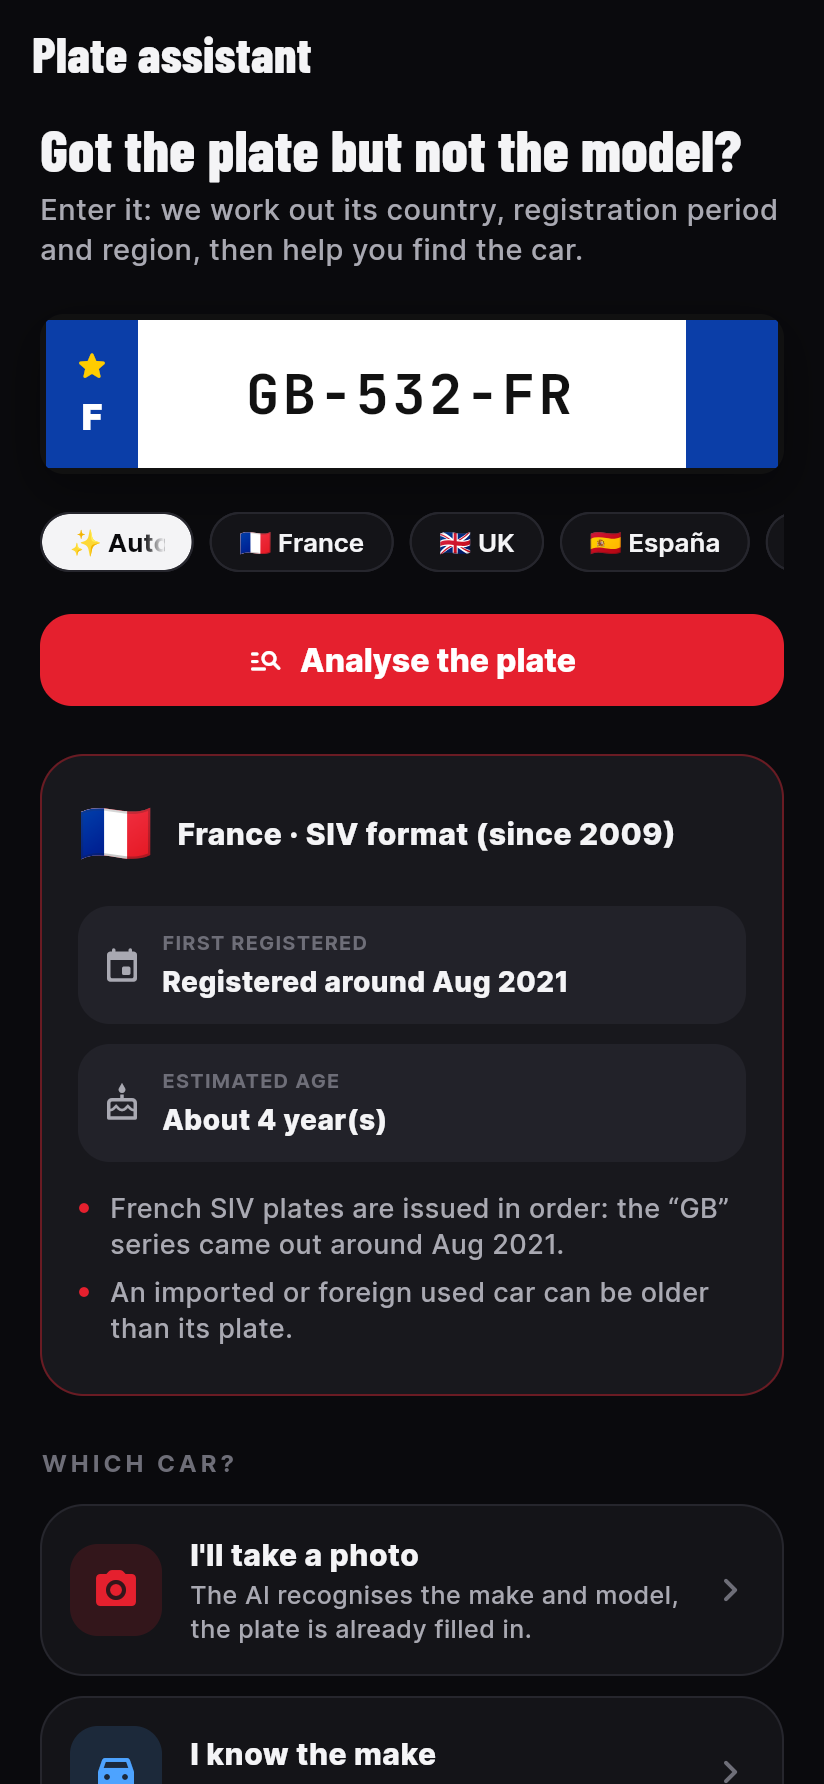 Plate assistant
Got the plate but not the model?
Enter it: we work out its country, registration period
and region, then help you find the car.
F
GB-532-FR
✨ Auto
🇫🇷 France
🇬🇧 UK
🇪🇸 España
Analyse the plate
🇫🇷 France · SIV format (since 2009)
FIRST REGISTERED
Registered around Aug 2021
ESTIMATED AGE
About 4 year(s)
• French SIV plates are issued in order: the “GB”
series came out around Aug 2021.
• An imported or foreign used car can be older
than its plate.
WHICH CAR?
I'll take a photo
The AI recognises the make and model,
the plate is already filled in.
I know the make